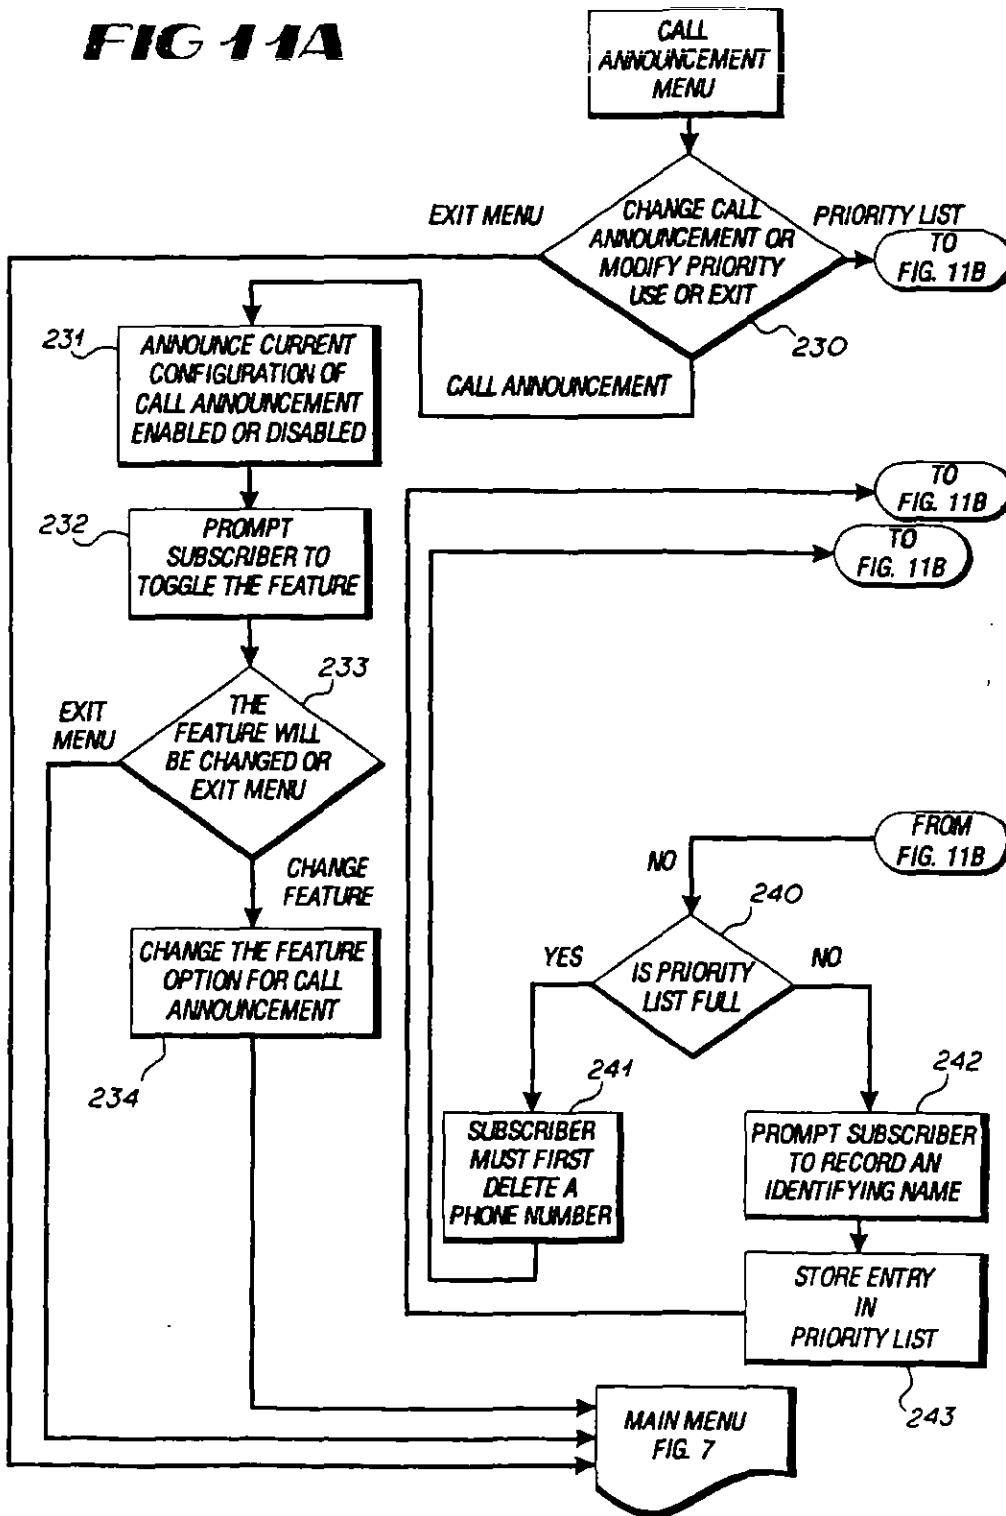 FIG 11A
CALL
ANNOUNCEMENT
MENU
EXIT MENU
CHANGE CALL
ANNOUNCEMENT OR
MODIFY PRIORITY
USE OR EXIT
PRIORITY LIST
TO
FIG. 11B
230
231
ANNOUNCE CURRENT
CONFIGURATION OF
CALL ANNOUNCEMENT
ENABLED OR DISABLED
CALL ANNOUNCEMENT
232
PROMPT
SUBSCRIBER TO
TOGGLE THE FEATURE
TO
FIG. 11B
TO
FIG. 11B
233
EXIT
MENU
THE
FEATURE WILL
BE CHANGED OR
EXIT MENU
CHANGE
FEATURE
FROM
FIG. 11B
NO
240
YES
IS PRIORITY
LIST FULL
NO
CHANGE THE FEATURE
OPTION FOR CALL
ANNOUNCEMENT
234
241
SUBSCRIBER
MUST FIRST
DELETE A
PHONE NUMBER
242
PROMPT SUBSCRIBER
TO RECORD AN
IDENTIFYING NAME
STORE ENTRY
IN
PRIORITY LIST
243
MAIN MENU
FIG. 7